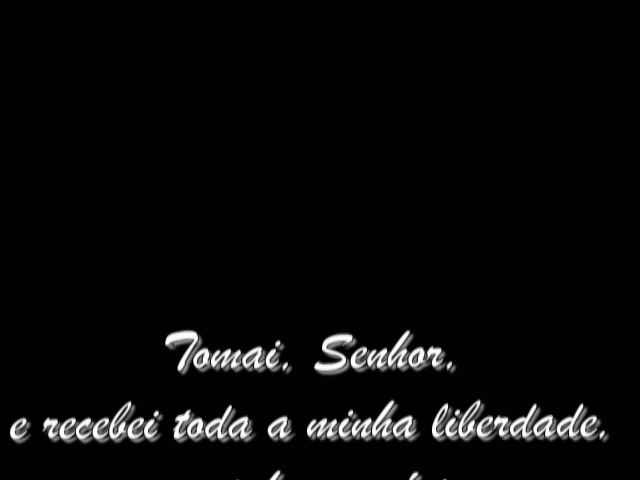 Tomai, Senhor,
e recebei toda a minha liberdade,